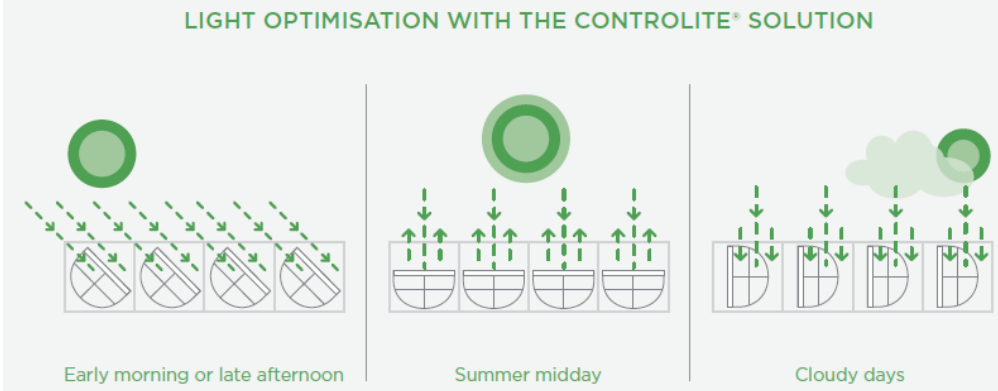 LIGHT OPTIMISATION WITH THE CONTROLITE® SOLUTION
Early morning or late afternoon
Summer midday
Cloudy days